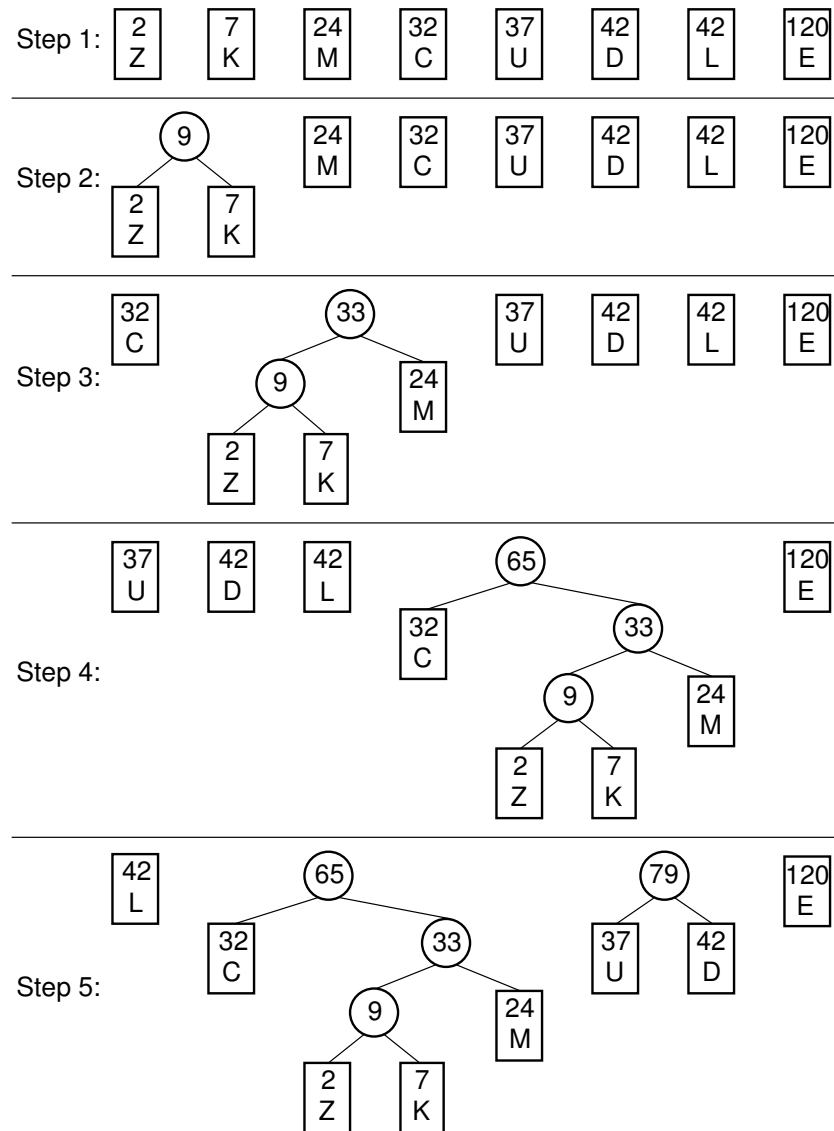 Step 1: 2 7 24 32 37 42 42 120
Z K M C U D L E
9 24 32 37 42 42 120
M C U D L E
Step 2:
2 7
Z K
32 33 37 42 42 120
C U D L E
Step 3: 9 24
M
2 7
Z K
37 42 42 65 120
U D L E
32 33
C
Step 4: 9 24
M
2 7
Z K
42 65 79 120
L E
32 33 37 42
C U D
Step 5: 9 24
M
2 7
Z K